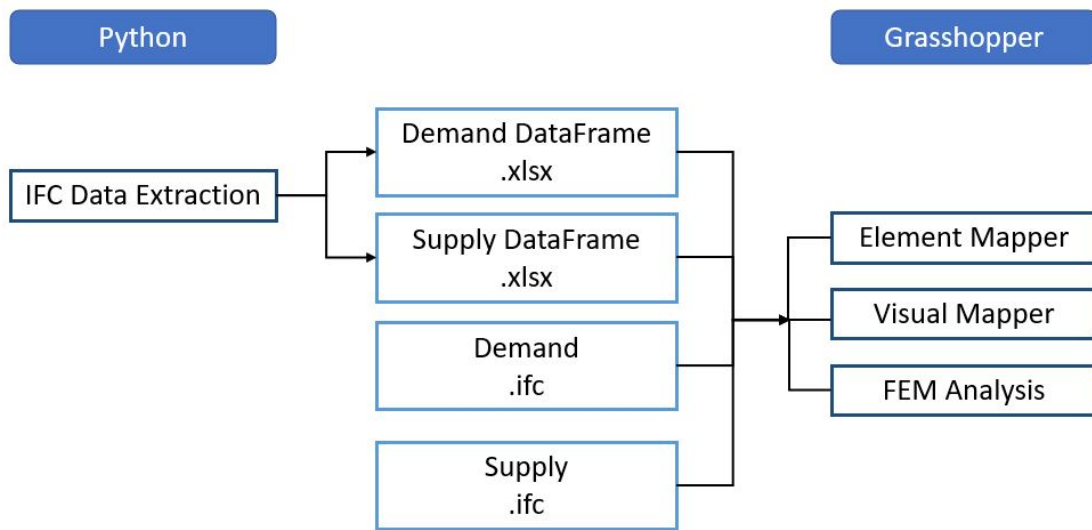 Python
Grasshopper
IFC Data Extraction
Demand DataFrame
.xlsx
Supply DataFrame
.xlsx
Demand
.ifc
Supply
.ifc
Element Mapper
Visual Mapper
FEM Analysis